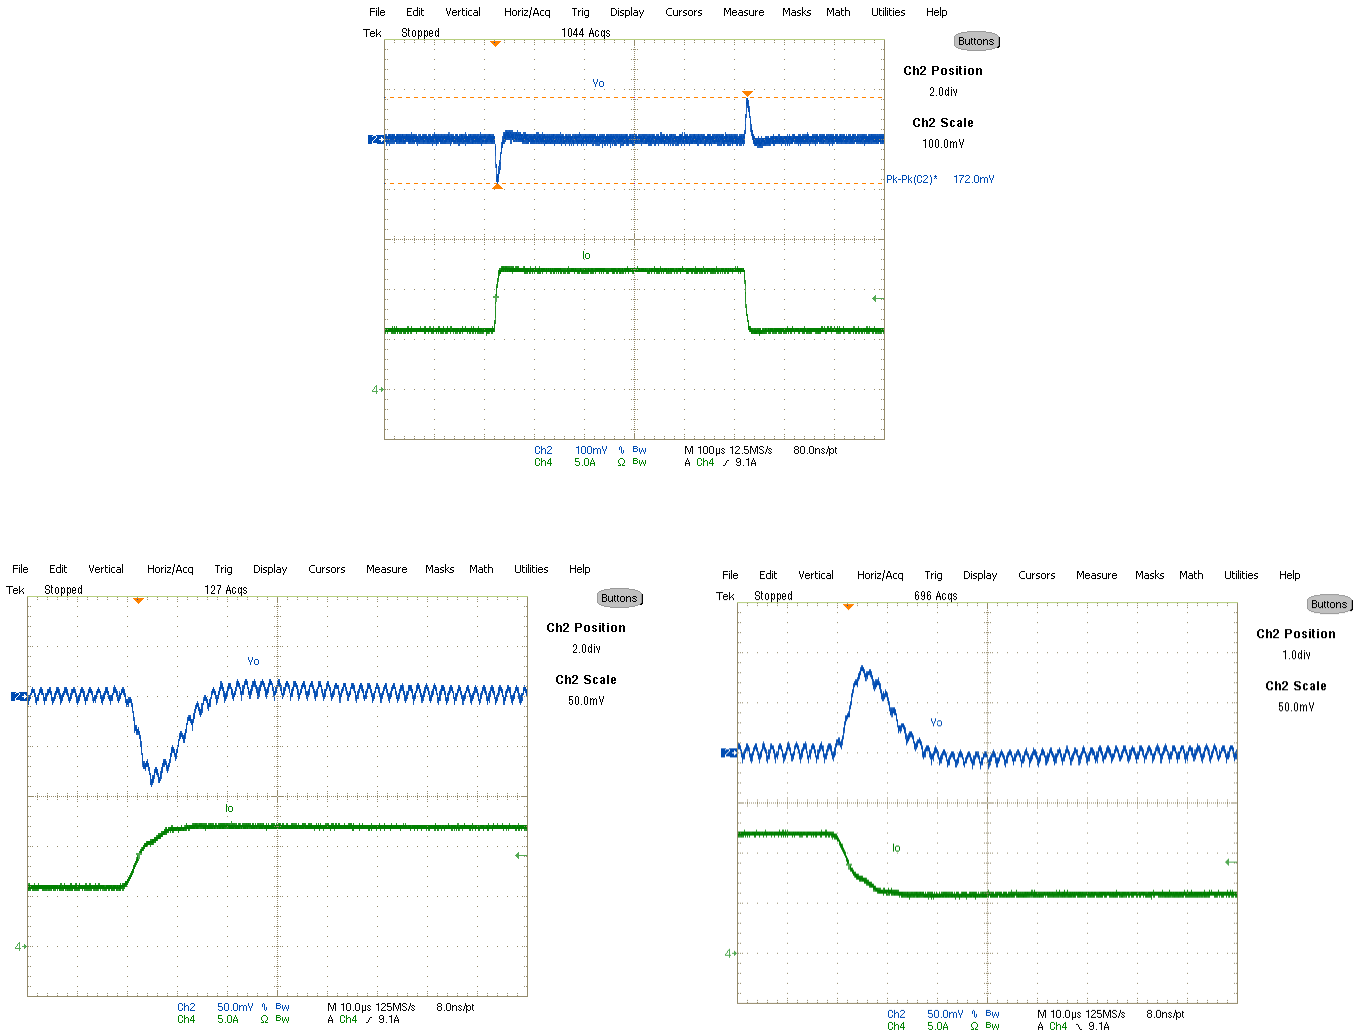 File Edit Vertical Horiz/Acq Trig Display Cursors Measure Masks Math Utilities Help
Tek Stopped 1044 Acqs
Buttons
Ch2 Position
2.0div
Ch2 Scale
100.0mV
Pk-Pk(C2)* 172.0mV
Vo
2
Io
4
Ch2 100mV % Bw M 100µs 12.5MS/s 80.0ns/pt
Ch4 5.0A Ω Bw A Ch4 / 9.1A
File Edit Vertical Horiz/Acq Trig Display Cursors Measure Masks Math Utilities Help
Tek Stopped 127 Acqs
Buttons
Ch2 Position
2.0div
Ch2 Scale
50.0mV
Vo
2
Io
4
Ch2 50.0mV % Bw M 10.0µs 125MS/s 8.0ns/pt
Ch4 5.0A Ω Bw A Ch4 / 9.1A
File Edit Vertical Horiz/Acq Trig Display Cursors Measure Masks Math Utilities Help
Tek Stopped 696 Acqs
Buttons
Ch2 Position
1.0div
Ch2 Scale
50.0mV
Vo
2
Io
4
Ch2 50.0mV % Bw M 10.0µs 125MS/s 8.0ns/pt
Ch4 5.0A Ω Bw A Ch4 \ 9.1A